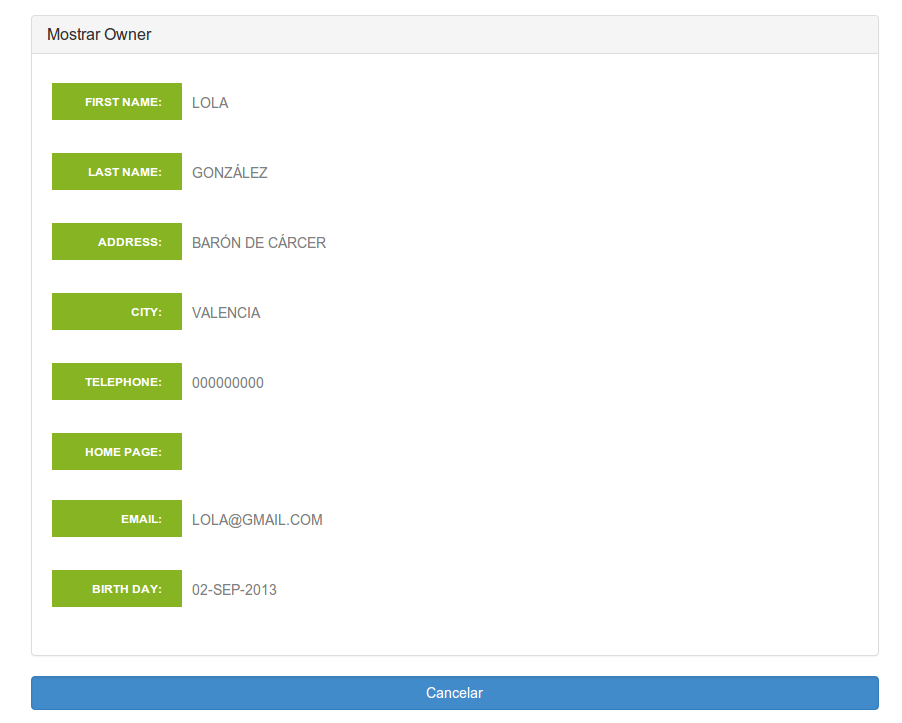 Mostrar Owner
FIRST NAME: LOLA
LAST NAME: GONZÁLEZ
ADDRESS: BARÓN DE CÁRCER
CITY: VALENCIA
TELEPHONE: 000000000
HOME PAGE:
EMAIL: LOLA@GMAIL.COM
BIRTH DAY: 02-SEP-2013
Cancelar